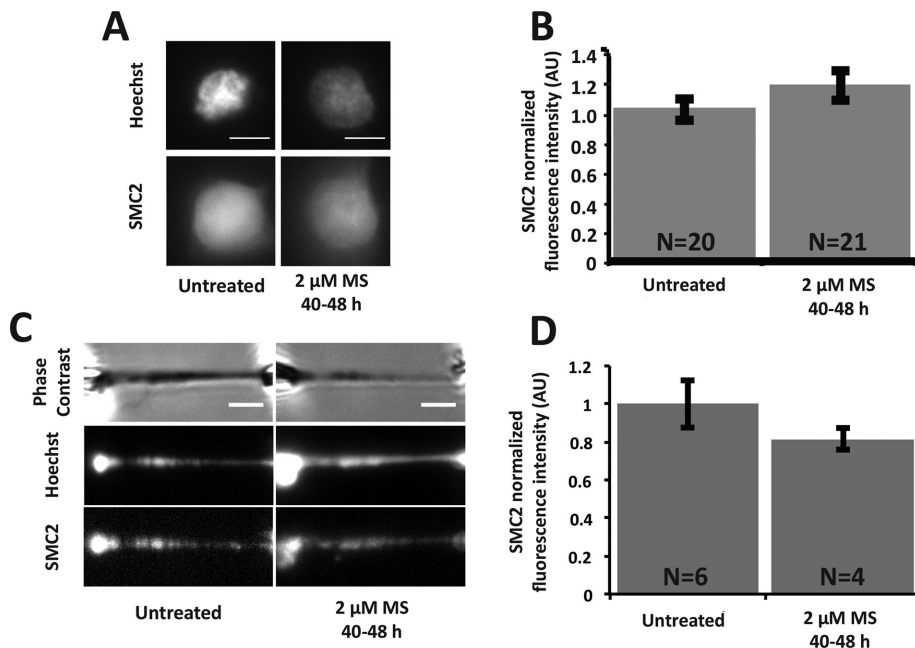 A
Hoechst
SMC2
Untreated
2 µM MS
40-48 h
B
SMC2 normalized
fluorescence intensity (AU)
1.4
1.2
1.0
0.8
0.6
0.4
0.2
0
N=20
N=21
Untreated
2 µM MS
40-48 h
C
Phase
Contrast
Hoechst
SMC2
Untreated
2 µM MS
40-48 h
D
SMC2 normalized
fluorescence intensity (AU)
1.2
1
0.8
0.6
0.4
0.2
0
N=6
N=4
Untreated
2 µM MS
40-48 h